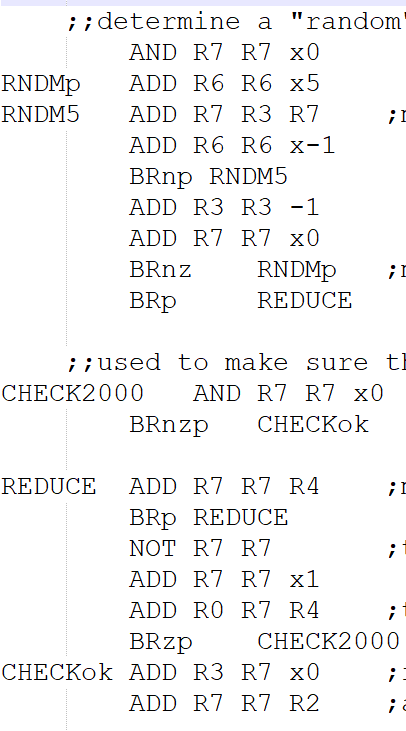 ;;determine a "random"
AND R7 R7 x0
RNDMp ADD R6 R6 x5
RNDM5 ADD R7 R3 R7 ;
ADD R6 R6 x-1
BRnp RNDM5
ADD R3 R3 -1
ADD R7 R7 x0
BRnz RNDMp ;
BRp REDUCE
;;used to make sure
CHECK2000 AND R7 R7 x0
BRnzp CHECKok
REDUCE ADD R7 R7 R4 ;
BRp REDUCE
NOT R7 R7 ;
ADD R7 R7 x1
ADD R0 R7 R4 ;
BRzp CHECK2000
CHECKok ADD R3 R7 x0 ;
ADD R7 R7 R2 ;